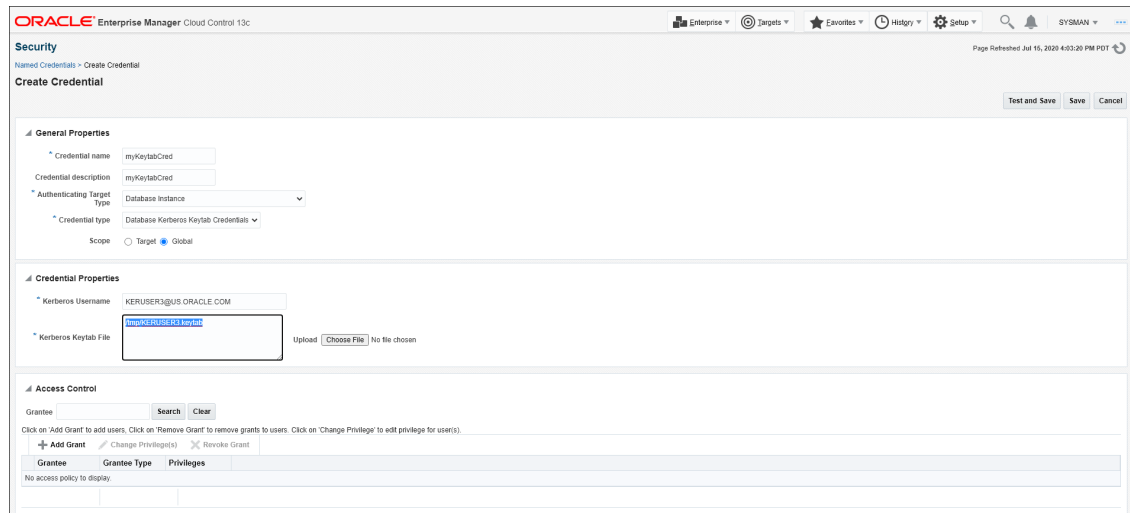 ORACLE Enterprise Manager Cloud Control 13c
Enterprise Targets Favorites History Setup SYSMAN
Security
Page Refreshed Jul 15, 2020 4:03:20 PM PDT
Named Credentials > Create Credential
Create Credential
Test and Save Save Cancel
General Properties
* Credential name myKeytabCred
Credential description myKeytabCred
* Authenticating Target Type Database Instance
* Credential type Database Kerberos Keytab Credentials
Scope Target Global
Credential Properties
* Kerberos Username KERUSER3@US.ORACLE.COM
* Kerberos Keytab File /tmp/KERUSER3.keytab
Upload Choose File No file chosen
Access Control
Grantee Search Clear
Click on 'Add Grant' to add users, Click on 'Remove Grant' to remove grants to users. Click on 'Change Privilege' to edit privilege for user(s).
Add Grant Change Privilege(s) Revoke Grant
Grantee Grantee Type Privileges
No access policy to display.